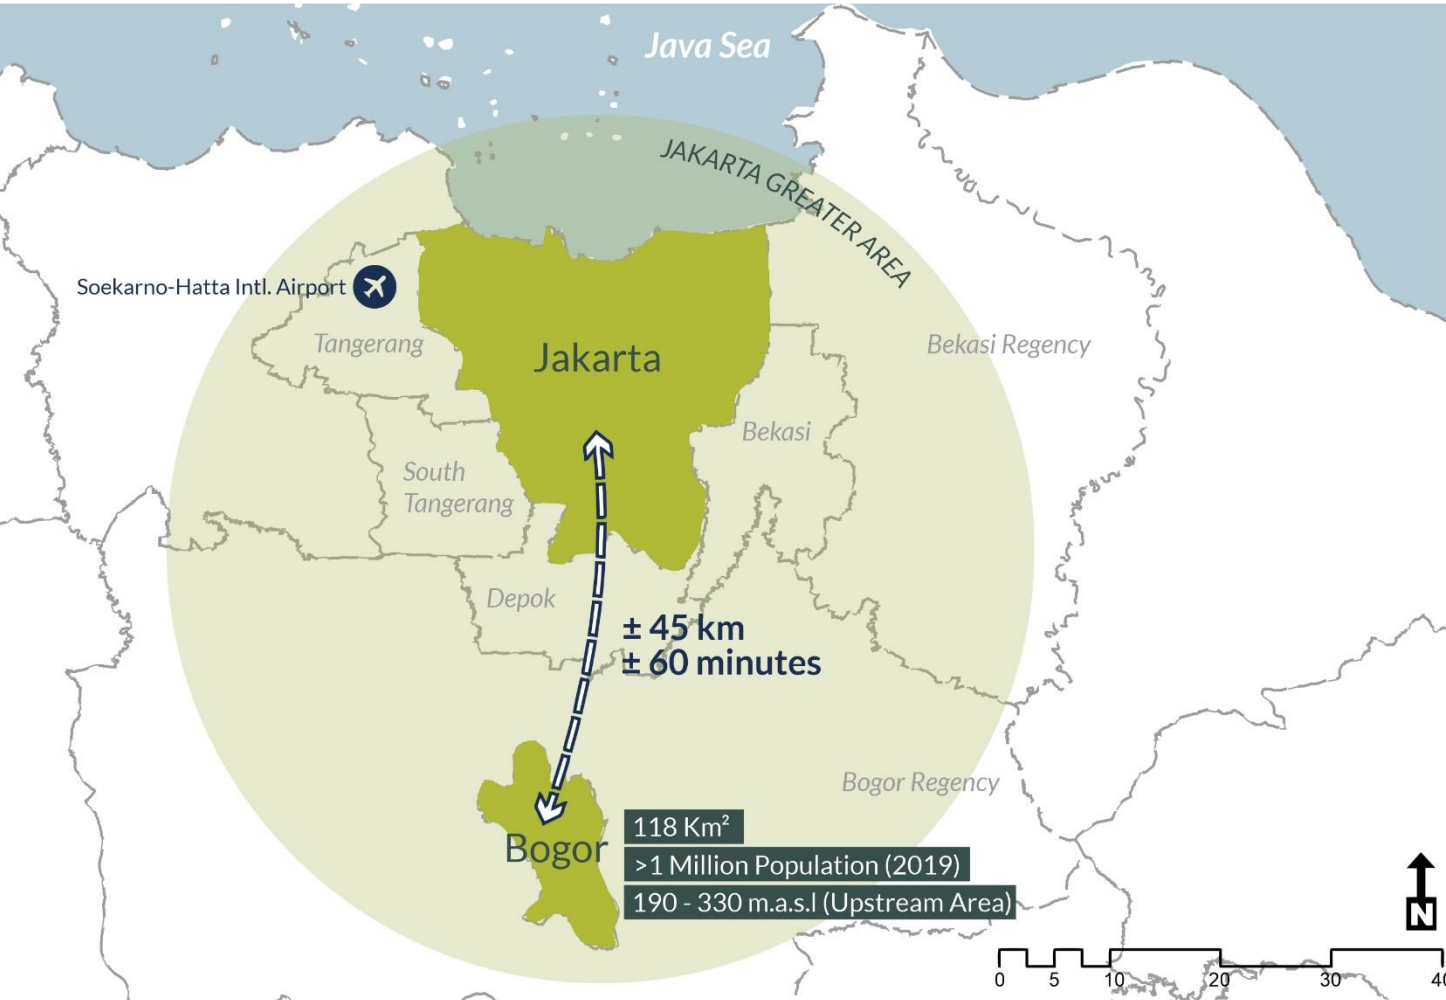 Java Sea
JAKARTA GREATER AREA
Soekarno-Hatta Intl. Airport
Tangerang
Jakarta
Bekasi Regency
Bekasi
South
Tangerang
Depok
± 45 km
± 60 minutes
Bogor Regency
Bogor
118 Km²
>1 Million Population (2019)
190 - 330 m.a.s.l (Upstream Area)
N
0 5 10 20 30 40